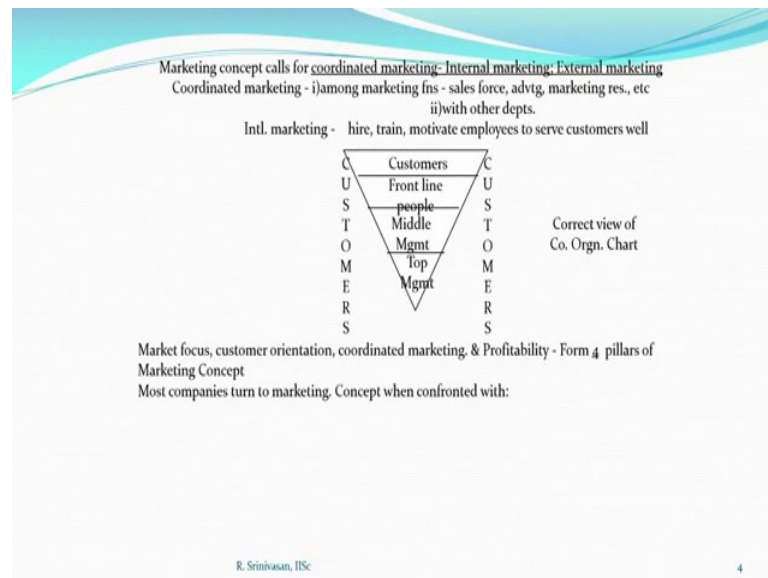 Marketing concept calls for coordinated marketing- Internal marketing; External marketing
Coordinated marketing - i)among marketing fns - sales force, advtg, marketing res., etc
ii)with other depts.
Intl. marketing - hire, train, motivate employees to serve customers well
CUSTOMERS
Customers
Front line
people
Middle
Mgmt
Top
Mgmt
CUSTOMERS
Correct view of
Co. Orgn. Chart
Market focus, customer orientation, coordinated marketing. & Profitability - Form 4 pillars of
Marketing Concept
Most companies turn to marketing. Concept when confronted with:
R. Srinivasan, IISc
4